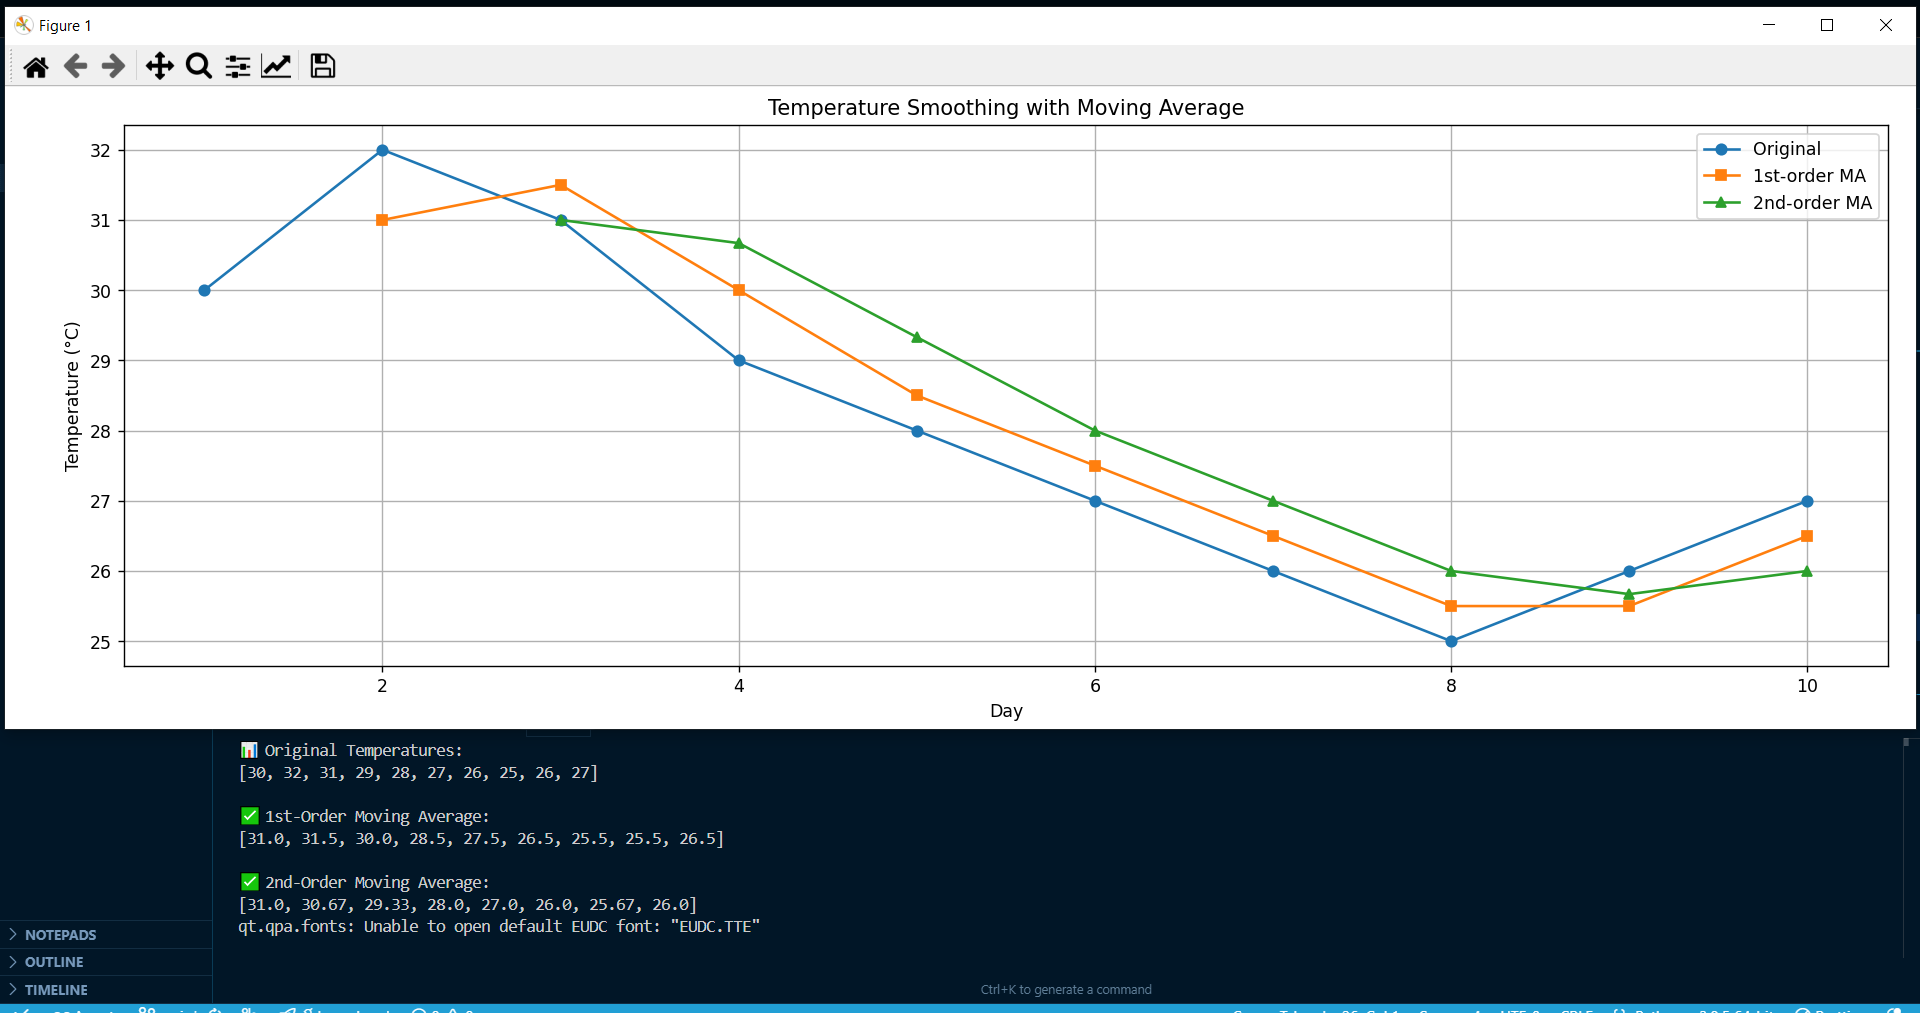 Figure 1
Temperature Smoothing with Moving Average
Original
1st-order MA
2nd-order MA
32
31
30
29
28
27
26
25
Temperature (°C)
2 4 6 8 10
Day
📊 Original Temperatures:
[30, 32, 31, 29, 28, 27, 26, 25, 26, 27]
✅ 1st-Order Moving Average:
[31.0, 31.5, 30.0, 28.5, 27.5, 26.5, 25.5, 25.5, 26.5]
✅ 2nd-Order Moving Average:
[31.0, 30.67, 29.33, 28.0, 27.0, 26.0, 25.67, 26.0]
qt.qpa.fonts: Unable to open default EUDC font: "EUDC.TTE"
NOTEPADS
OUTLINE
TIMELINE
Ctrl+K to generate a command